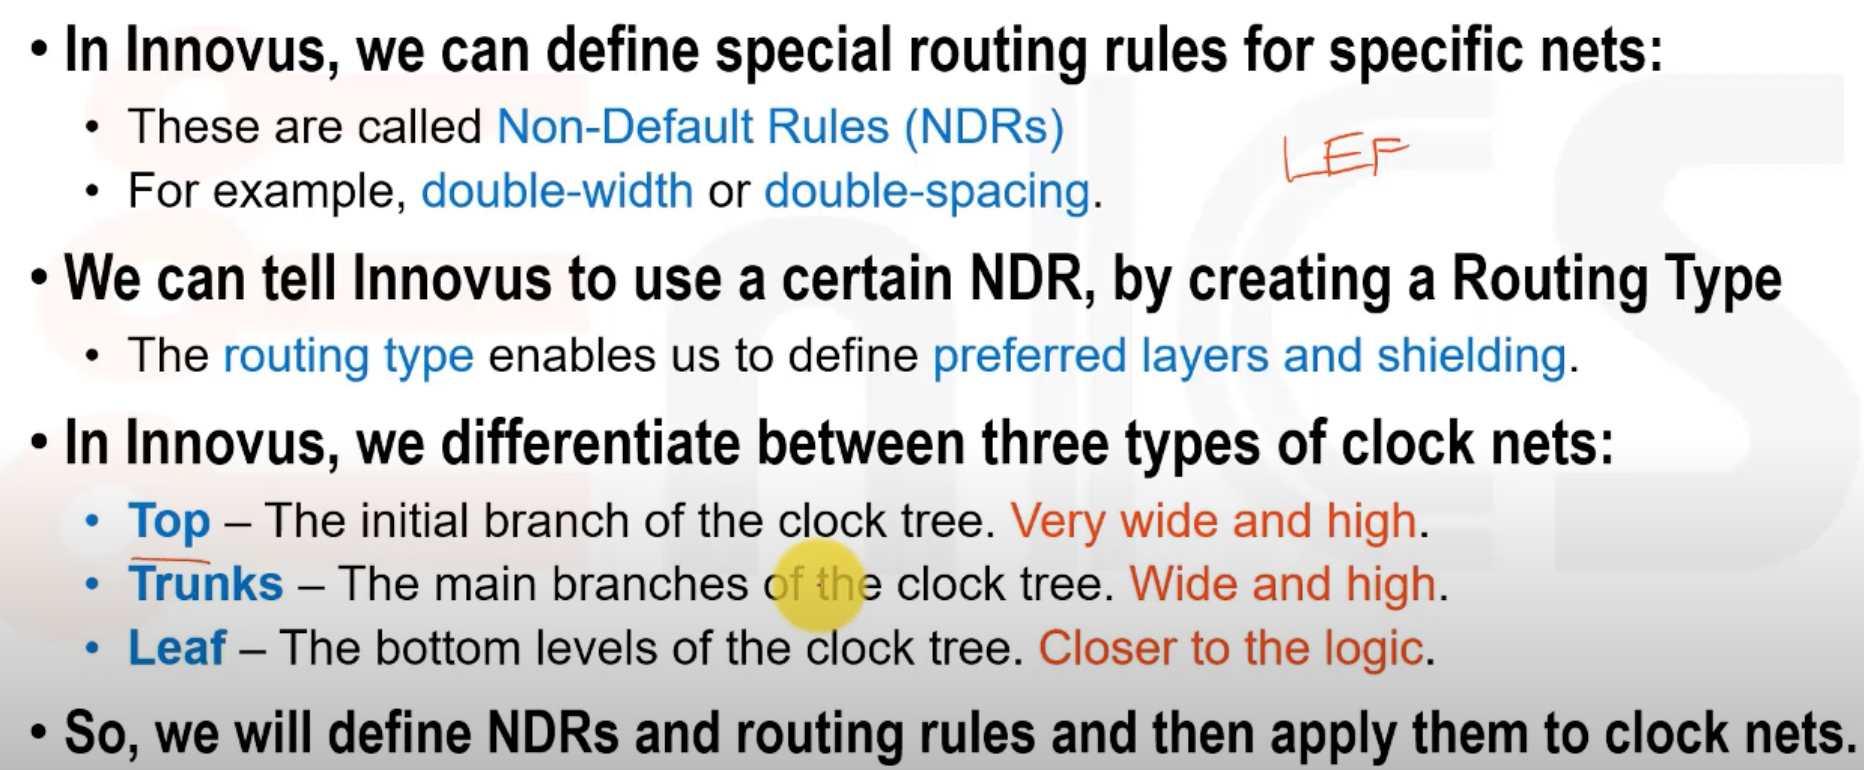 • In Innovus, we can define special routing rules for specific nets:
• These are called Non-Default Rules (NDRs)
LEF
• For example, double-width or double-spacing.
• We can tell Innovus to use a certain NDR, by creating a Routing Type
• The routing type enables us to define preferred layers and shielding.
• In Innovus, we differentiate between three types of clock nets:
• Top – The initial branch of the clock tree. Very wide and high.
• Trunks – The main branches of the clock tree. Wide and high.
• Leaf – The bottom levels of the clock tree. Closer to the logic.
• So, we will define NDRs and routing rules and then apply them to clock nets.